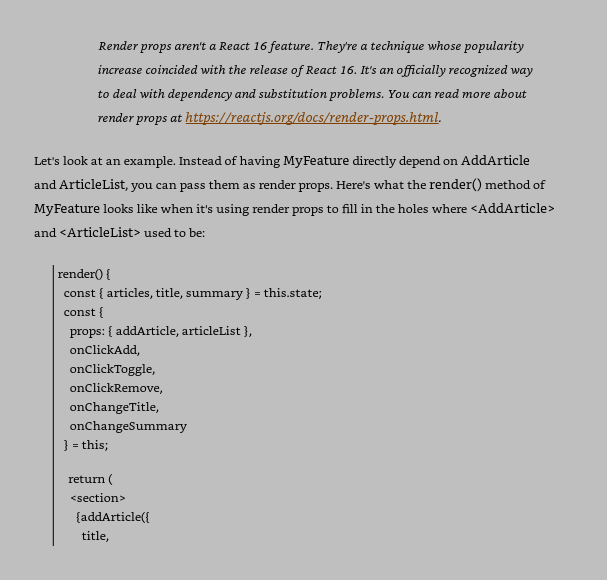 Render props aren't a React 16 feature. They're a technique whose popularity
increase coincided with the release of React 16. It's an officially recognized way
to deal with dependency and substitution problems. You can read more about
render props at https://reactjs.org/docs/render-props.html.
Let's look at an example. Instead of having MyFeature directly depend on AddArticle
and ArticleList, you can pass them as render props. Here's what the render() method of
MyFeature looks like when it's using render props to fill in the holes where <AddArticle>
and <ArticleList> used to be:
render() {
const { articles, title, summary } = this.state;
const {
props: { addArticle, articleList },
onClickAdd,
onClickToggle,
onClickRemove,
onChangeTitle,
onChangeSummary
} = this;
return (
<section>
{addArticle({
title,